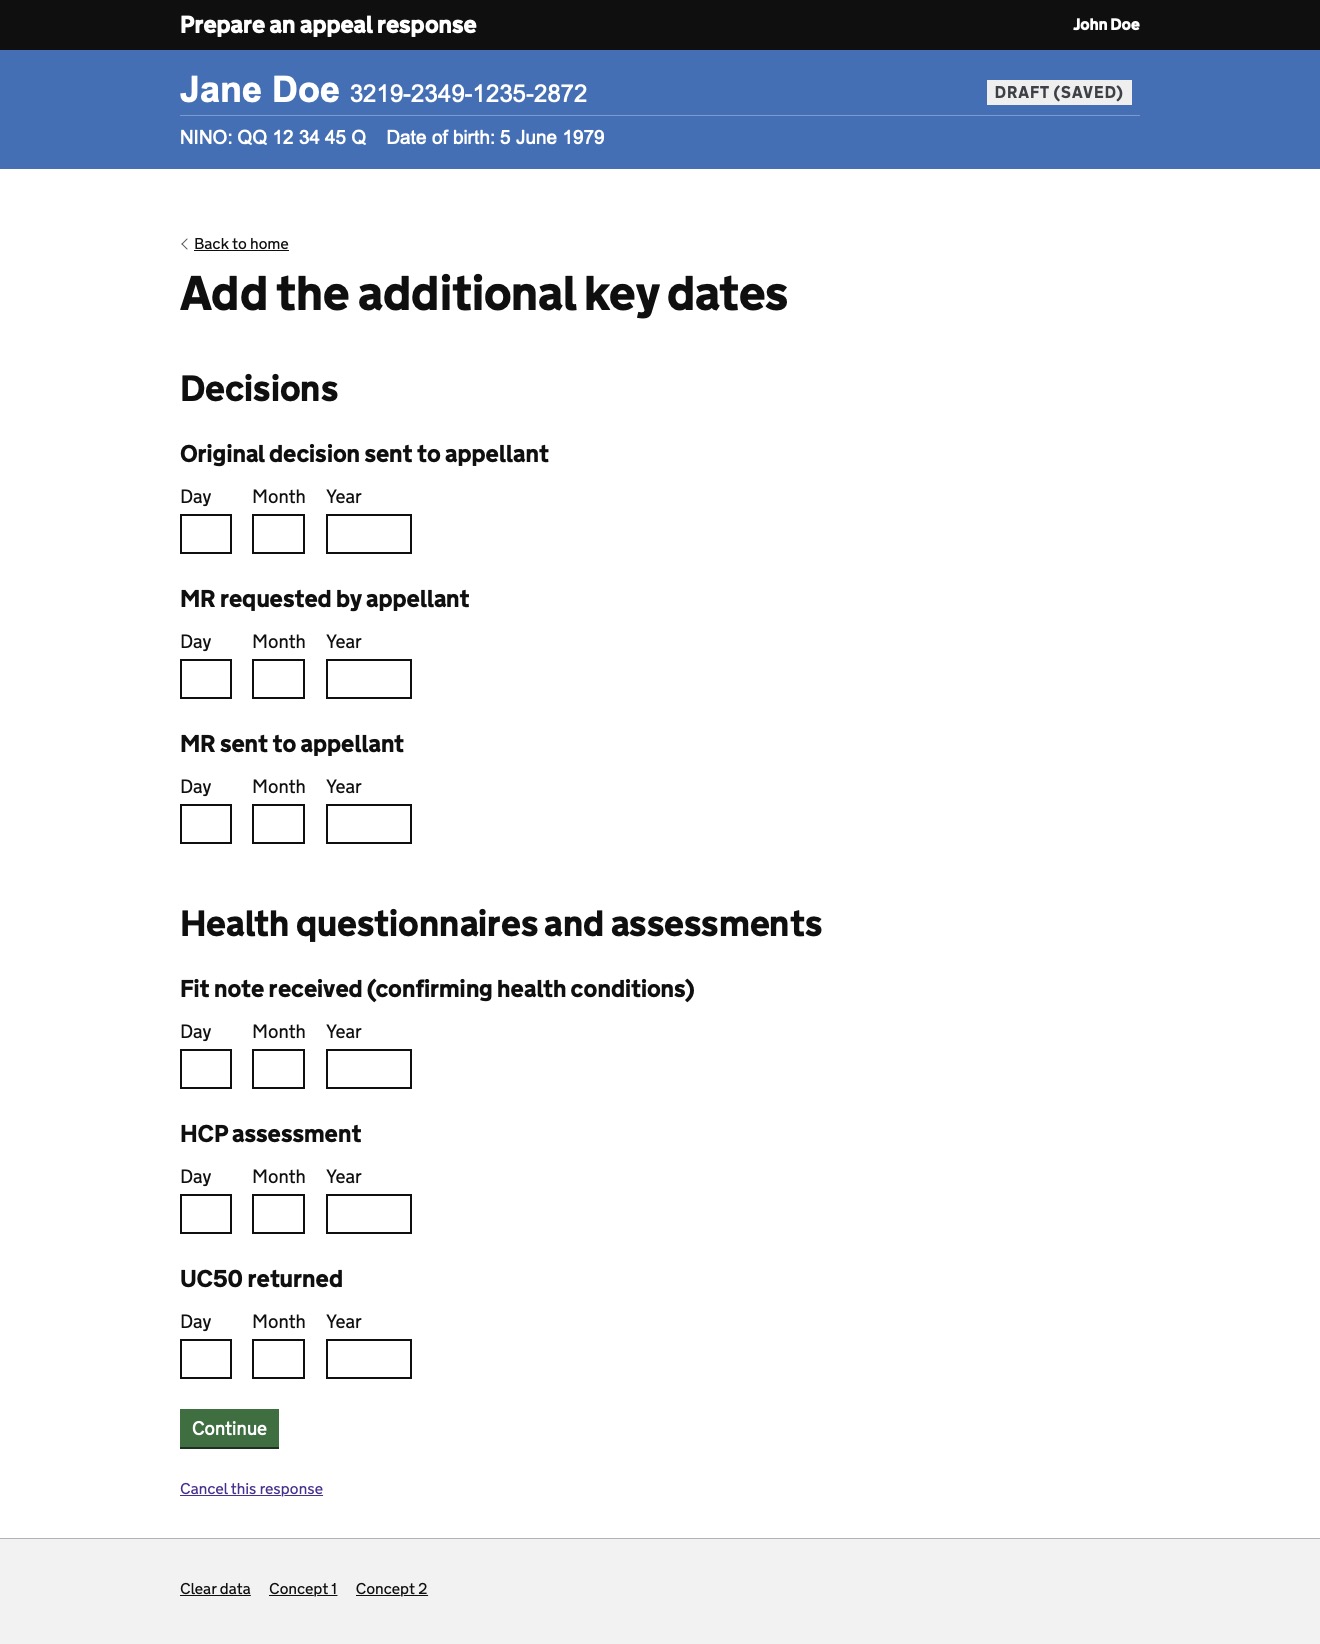 Prepare an appeal response John Doe
Jane Doe 3219-2349-1235-2872 DRAFT (SAVED)
NINO: QQ 12 34 45 Q Date of birth: 5 June 1979
Back to home
Add the additional key dates
Decisions
Original decision sent to appellant
Day Month Year
MR requested by appellant
Day Month Year
MR sent to appellant
Day Month Year
Health questionnaires and assessments
Fit note received (confirming health conditions)
Day Month Year
HCP assessment
Day Month Year
UC50 returned
Day Month Year
Continue
Cancel this response
Clear data Concept 1 Concept 2